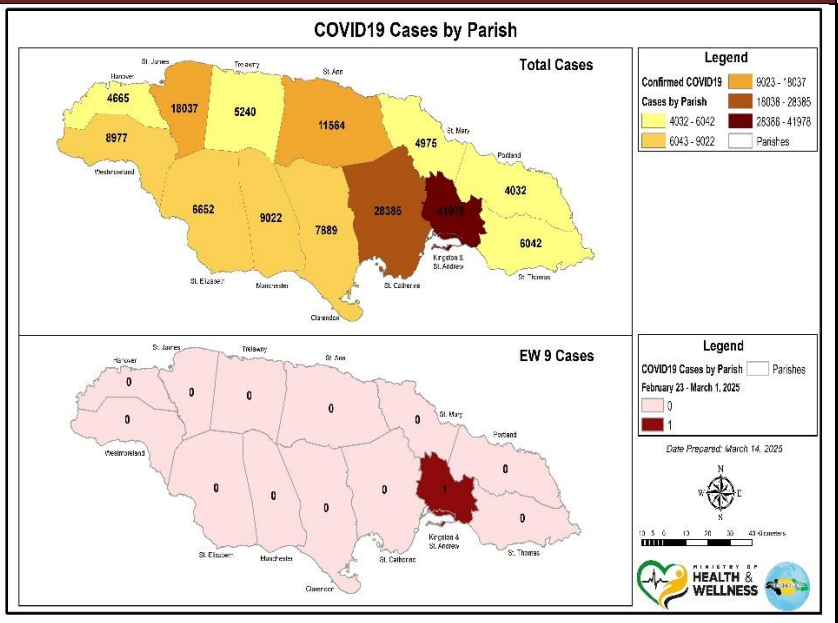 COVID19 Cases by Parish
Total Cases
St. James
Trelawny
St. Ann
Hanover
4665
18037
5240
11564
8977
4975
St. Mary
Portland
Westmoreland
4032
6652
9022
7889
28385
41978
6042
Kingston &
St. Andrew
St. Thomas
St. Elizabeth
Manchester
St. Catherine
Clarendon
Legend
Confirmed COVID19
Cases by Parish
4032 - 6042
6043 - 9022
9023 - 18037
18038 - 28385
28386 - 41978
Parishes
EW 9 Cases
St. James
Trelawny
St. Ann
Hanover
0
0
0
0
0
0
St. Mary
Portland
Westmoreland
0
0
0
0
0
1
0
Kingston &
St. Andrew
St. Thomas
St. Elizabeth
Manchester
St. Catherine
Clarendon
Legend
COVID19 Cases by Parish
Parishes
February 23 - March 1, 2025
0
1
Date Prepared: March 14, 2025
N
W
E
S
10 5 0 10 20 30 40 Kilometers
MINISTRY OF
HEALTH &
WELLNESS